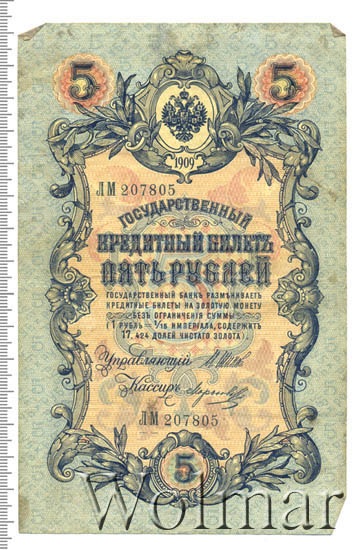 5 5
1909
ЛМ 207805
ГОСУДАРСТВЕННЫЙ
КРЕДИТНЫЙ БИЛЕТЪ
ПЯТЬ РУБЛЕЙ
ГОСУДАРСТВЕННЫЙ БАНКЪ РАЗМѢНИВАЕТЪ
КРЕДИТНЫЕ БИЛЕТЫ НА ЗОЛОТУЮ МОНЕТУ
БЕЗЪ ОГРАНИЧЕНІЯ СУММЫ
(1 РУБЛЬ = 1/15 ИМПЕРІАЛА, СОДЕРЖИТЪ
17,424 ДОЛЕЙ ЧИСТАГО ЗОЛОТА).
Управляющій
Кассиръ
ЛМ 207805
5
Wolmar